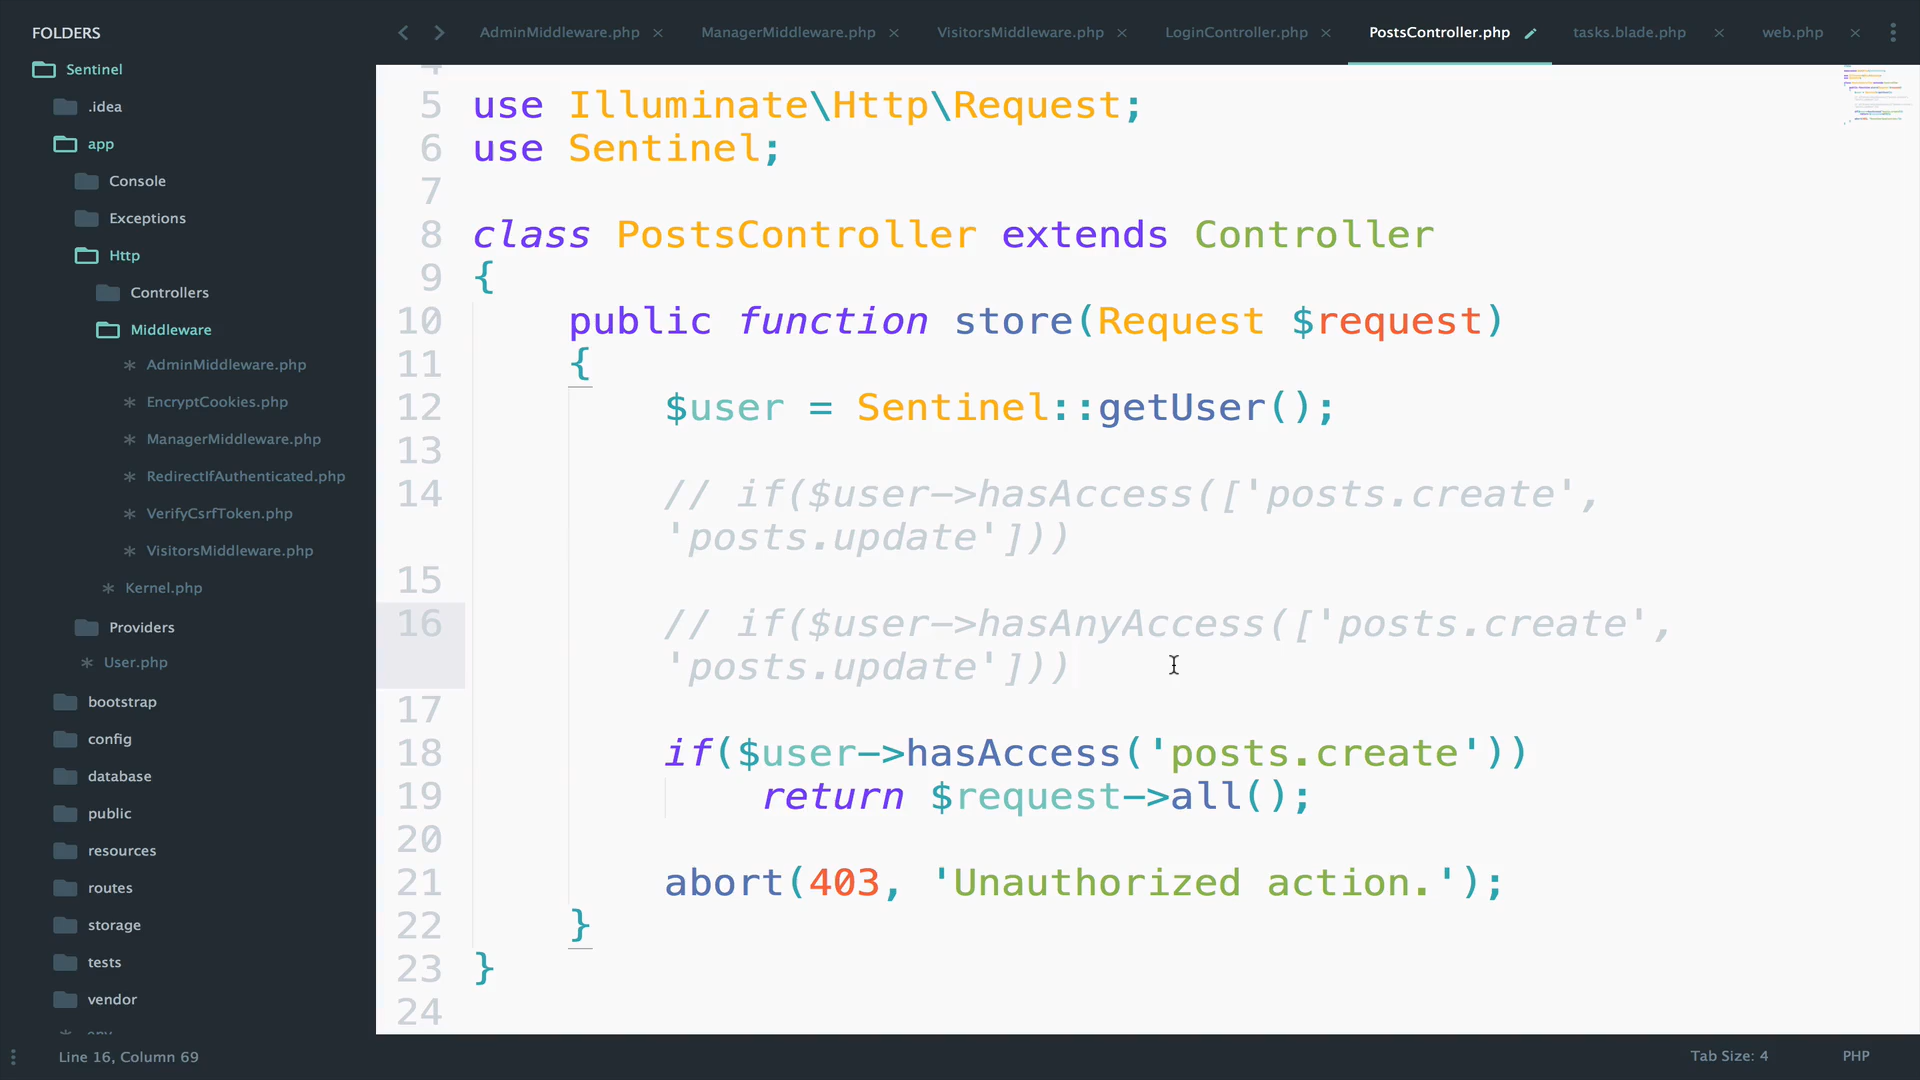 FOLDERS
Sentinel
.idea
app
Console
Exceptions
Http
Controllers
Middleware
AdminMiddleware.php
EncryptCookies.php
ManagerMiddleware.php
RedirectIfAuthenticated.php
VerifyCsrfToken.php
VisitorsMiddleware.php
Kernel.php
Providers
User.php
bootstrap
config
database
public
resources
routes
storage
tests
vendor
AdminMiddleware.php × ManagerMiddleware.php × VisitorsMiddleware.php × LoginController.php × PostsController.php tasks.blade.php × web.php ×
5 use Illuminate\Http\Request;
6 use Sentinel;
7
8 class PostsController extends Controller
9 {
10 public function store(Request $request)
11 {
12 $user = Sentinel::getUser();
13
14 // if($user->hasAccess(['posts.create',
'posts.update']))
15
16 // if($user->hasAnyAccess(['posts.create',
'posts.update']))
17
18 if($user->hasAccess('posts.create'))
19 return $request->all();
20
21 abort(403, 'Unauthorized action.');
22 }
23 }
24
Line 16, Column 69
Tab Size: 4
PHP